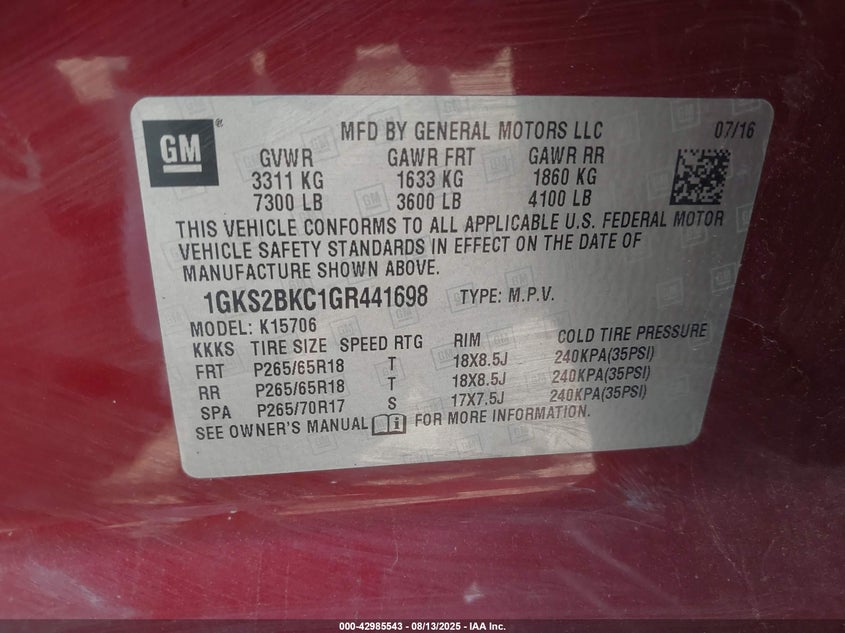 GM®
MFD BY GENERAL MOTORS LLC 07/16
GVWR GAWR FRT GAWR RR
3311 KG 1633 KG 1860 KG
7300 LB 3600 LB 4100 LB
THIS VEHICLE CONFORMS TO ALL APPLICABLE U.S. FEDERAL MOTOR
VEHICLE SAFETY STANDARDS IN EFFECT ON THE DATE OF
MANUFACTURE SHOWN ABOVE.
1GKS2BKC1GR441698 TYPE: M.P.V.
MODEL: K15706
KKKS TIRE SIZE SPEED RTG RIM COLD TIRE PRESSURE
FRT P265/65R18 T 18X8.5J 240KPA(35PSI)
RR P265/65R18 T 18X8.5J 240KPA(35PSI)
SPA P265/70R17 S 17X7.5J 240KPA(35PSI)
SEE OWNER'S MANUAL i FOR MORE INFORMATION.
000-42985543 - 08/13/2025 - IAA Inc.